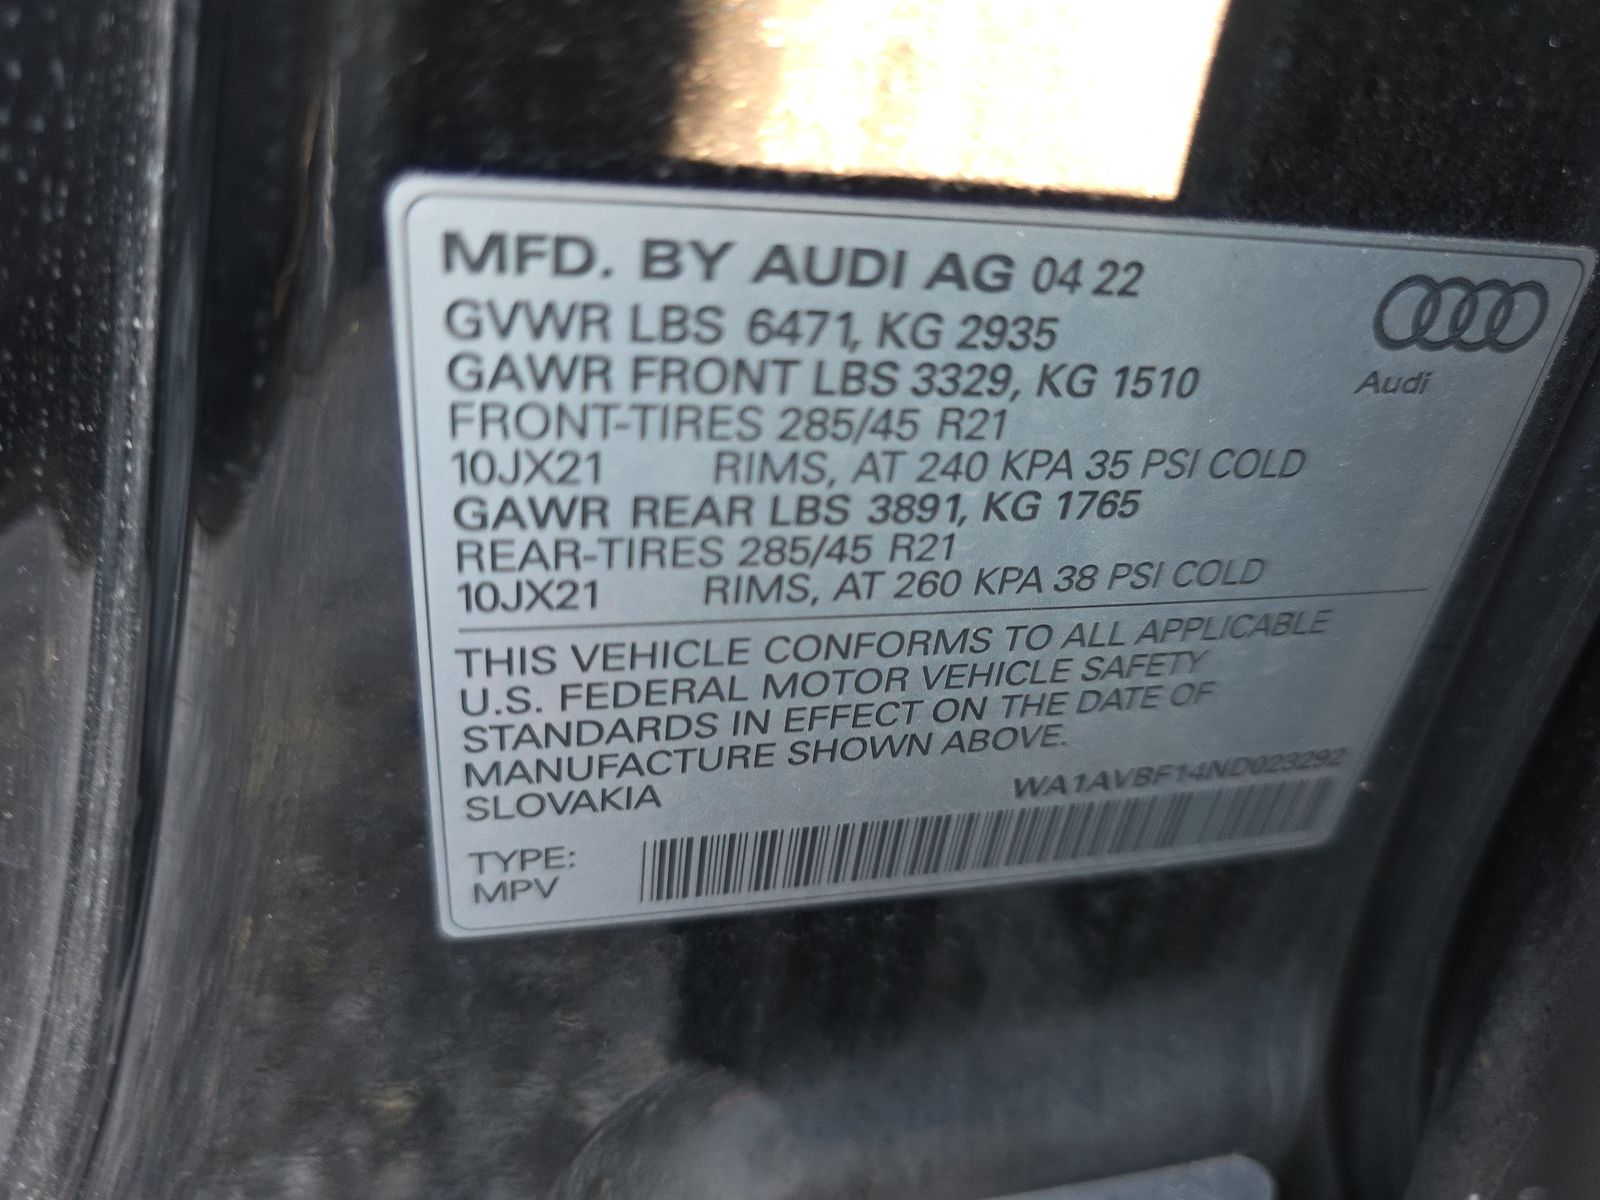 MFD. BY AUDI AG 04 22
GVWR LBS 6471, KG 2935
GAWR FRONT LBS 3329, KG 1510
FRONT-TIRES 285/45 R21
10JX21 RIMS, AT 240 KPA 35 PSI COLD
GAWR REAR LBS 3891, KG 1765
REAR-TIRES 285/45 R21
10JX21 RIMS, AT 260 KPA 38 PSI COLD
THIS VEHICLE CONFORMS TO ALL APPLICABLE
U.S. FEDERAL MOTOR VEHICLE SAFETY
STANDARDS IN EFFECT ON THE DATE OF
MANUFACTURE SHOWN ABOVE.
SLOVAKIA
WA1AVBF14ND023292
TYPE:
MPV
Audi